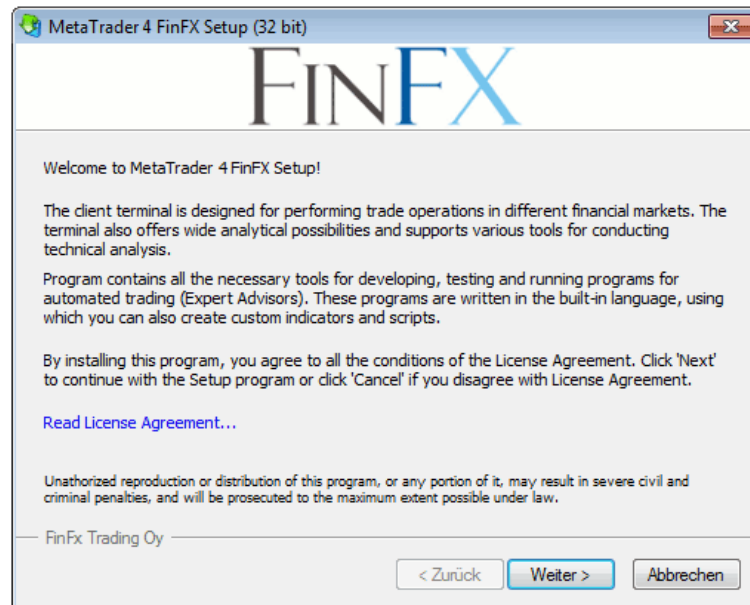 MetaTrader 4 FinFX Setup (32 bit)
FINFX
Welcome to MetaTrader 4 FinFX Setup!
The client terminal is designed for performing trade operations in different financial markets. The
terminal also offers wide analytical possibilities and supports various tools for conducting
technical analysis.
Program contains all the necessary tools for developing, testing and running programs for
automated trading (Expert Advisors). These programs are written in the built-in language, using
which you can also create custom indicators and scripts.
By installing this program, you agree to all the conditions of the License Agreement. Click 'Next'
to continue with the Setup program or click 'Cancel' if you disagree with License Agreement.
Read License Agreement...
Unathorized reproduction or distribution of this program, or any portion of it, may result in severe civil and
criminal penalties, and will be prosecuted to the maximum extent possible under law.
FinFx Trading Oy
< Zurück Weiter > Abbrechen